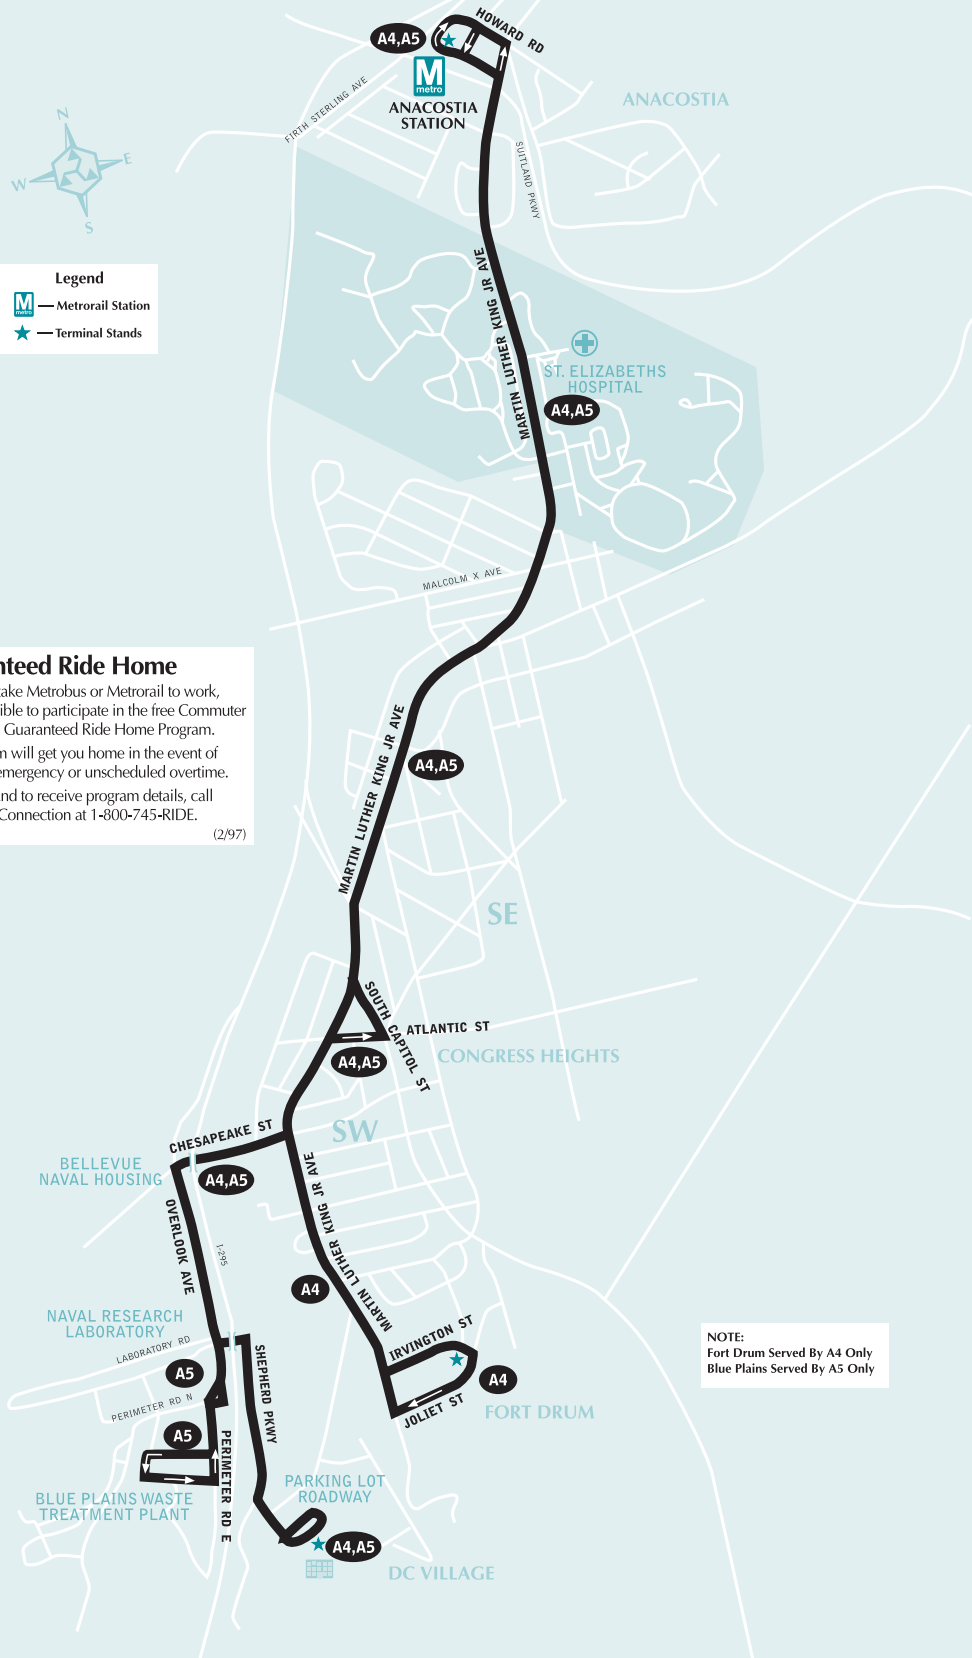 HOWARD RD
A4,A5
M
metro
ANACOSTIA
STATION
ANACOSTIA
FIRTH STERLING AVE
SUITLAND PKWY
N
E
W
S
Legend
M
metro
Metrorail Station
Terminal Stands
MARTIN LUTHER KING JR AVE
ST. ELIZABETHS
HOSPITAL
A4,A5
MALCOLM X AVE
nteed Ride Home
take Metrobus or Metrorail to work,
ible to participate in the free Commuter
Guaranteed Ride Home Program.
m will get you home in the event of
emergency or unscheduled overtime.
and to receive program details, call
Connection at 1-800-745-RIDE.
(2/97)
MARTIN LUTHER KING JR AVE
A4,A5
SE
SOUTH CAPITOL ST
ATLANTIC ST
CONGRESS HEIGHTS
A4,A5
SW
CHESAPEAKE ST
BELLEVUE
NAVAL HOUSING
A4,A5
OVERLOOK AVE
I-295
MARTIN LUTHER KING JR AVE
A4
NAVAL RESEARCH
LABORATORY
LABORATORY RD
IRVINGTON ST
SHEPHERD PKWY
A5
A4
PERIMETER RD N
JOLIET ST
FORT DRUM
NOTE:
Fort Drum Served By A4 Only
Blue Plains Served By A5 Only
A5
PERIMETER RD E
BLUE PLAINS WASTE
TREATMENT PLANT
PARKING LOT
ROADWAY
A4,A5
DC VILLAGE